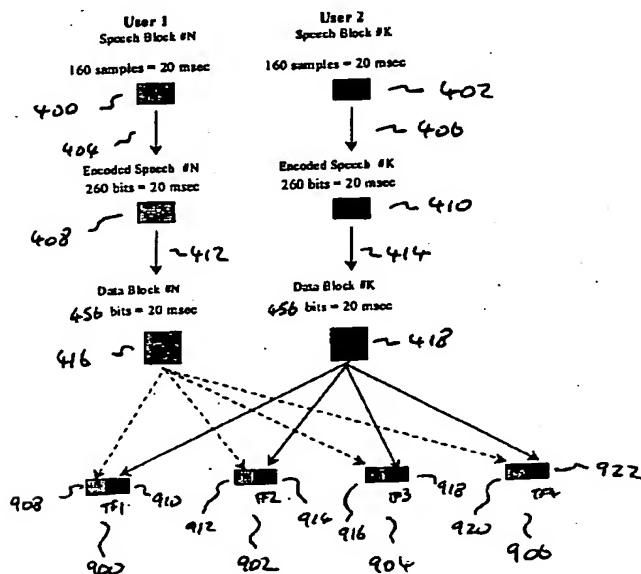 User 1 User 2
Speech Block #N Speech Block #K
160 samples = 20 msec 160 samples = 20 msec
400 402
404 406
Encoded Speech #N Encoded Speech #K
260 bits = 20 msec 260 bits = 20 msec
408 410
412 414
Data Block #N Data Block #K
456 bits = 20 msec 456 bits = 20 msec
416 418
908 910 912 914 916 918 920 922
TF1 TF2 TF3 TF4
900 902 904 906